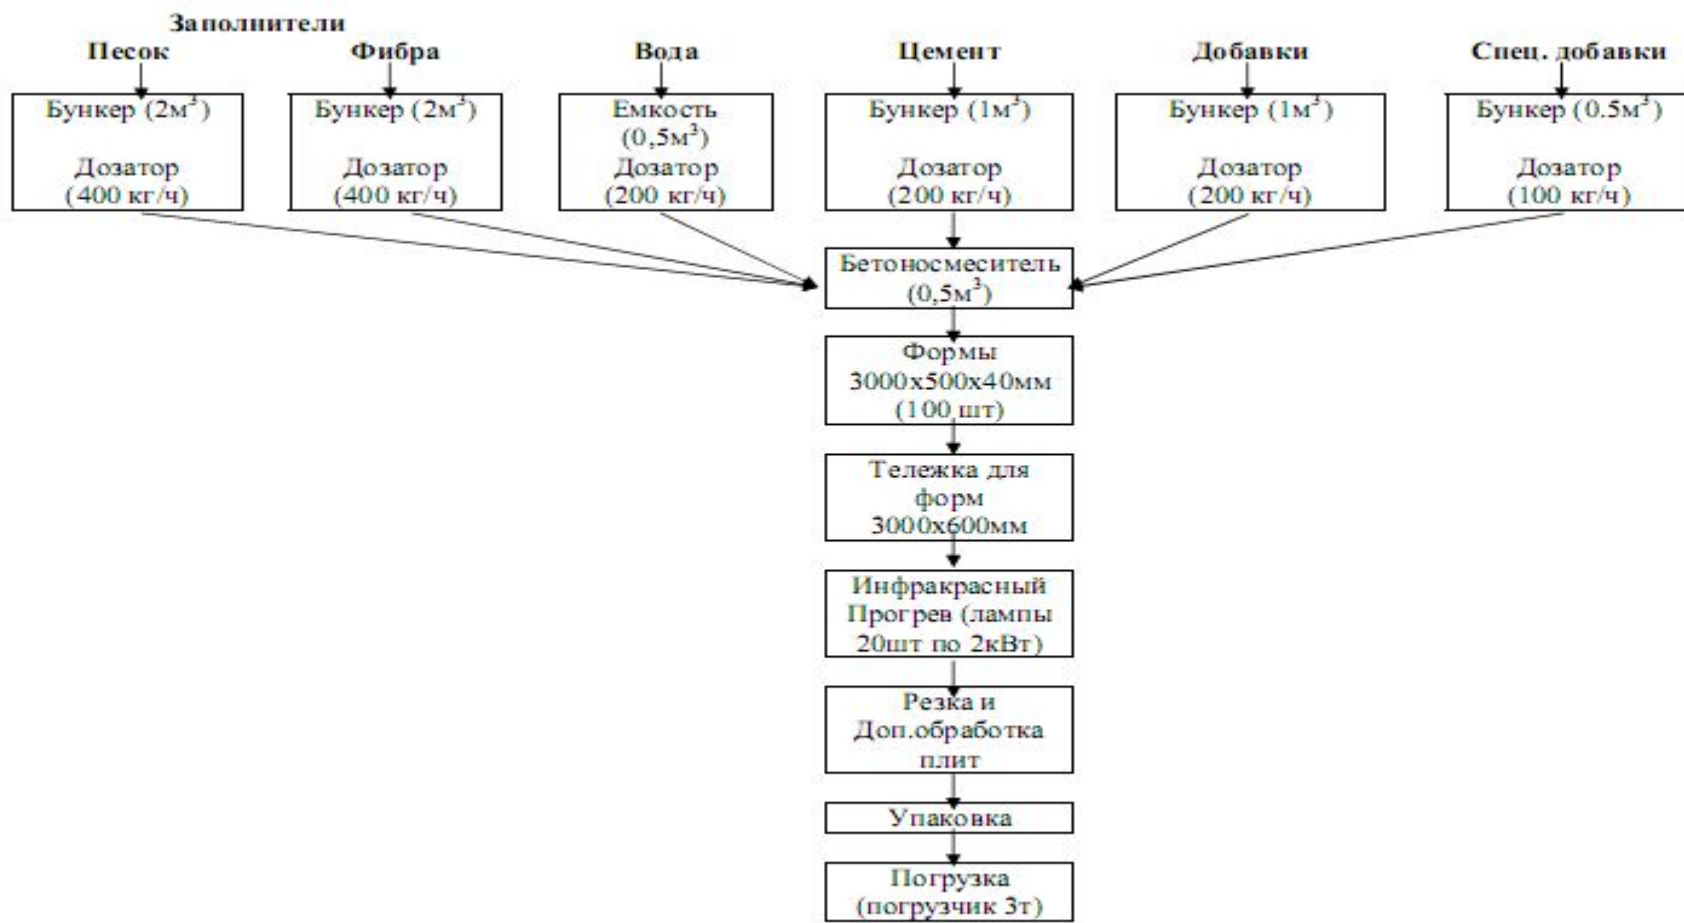 Заполнители
Песок
Фибра
Вода
Цемент
Добавки
Спец. добавки
Бункер (2м³)
Дозатор
(400 кг/ч)
Бункер (2м³)
Дозатор
(400 кг/ч)
Емкость
(0,5м³)
Дозатор
(200 кг/ч)
Бункер (1м³)
Дозатор
(200 кг/ч)
Бункер (1м³)
Дозатор
(200 кг/ч)
Бункер (0.5м³)
Дозатор
(100 кг/ч)
Бетоносмеситель
(0,5м³)
Формы
3000х500х40мм
(100 шт)
Тележка для
форм
3000х600мм
Инфракрасный
Прогрев (лампы
20шт по 2кВт)
Резка и
Доп.обработка
плит
Упаковка
Погрузка
(погрузчик 3т)